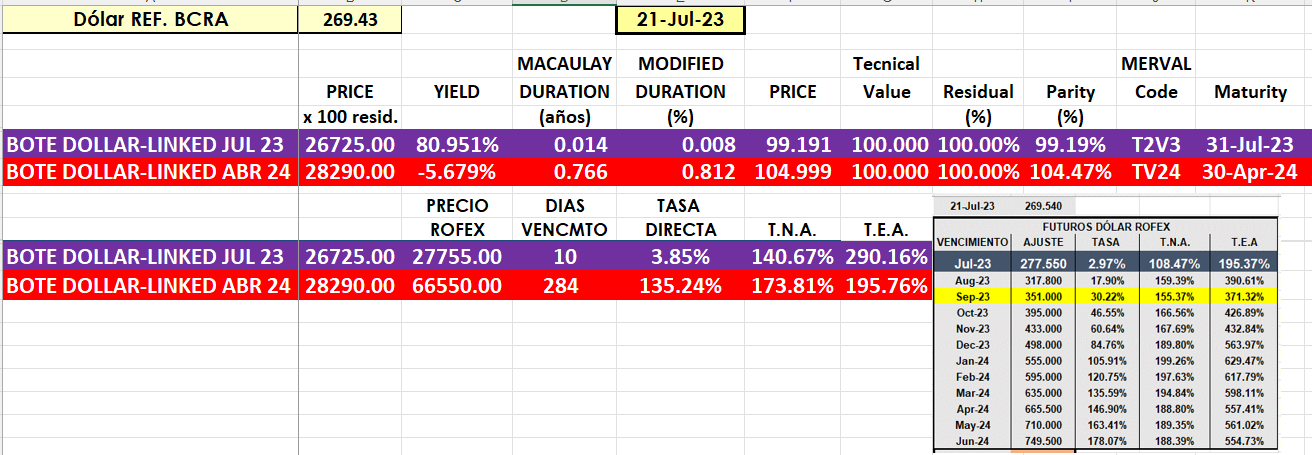 Dólar REF. BCRA 269.43 21-Jul-23
MACAULAY MODIFIED Tecnical MERVAL
PRICE YIELD DURATION DURATION PRICE Value Residual Parity Code Maturity
x 100 resid. (años) (%) (%) (%)
BOTE DOLLAR-LINKED JUL 23 26725.00 80.951% 0.014 0.008 99.191 100.000 100.00% 99.19% T2V3 31-Jul-23
BOTE DOLLAR-LINKED ABR 24 28290.00 -5.679% 0.766 0.812 104.999 100.000 100.00% 104.47% TV24 30-Apr-24
PRECIO DIAS TASA
ROFEX VENCMTO DIRECTA T.N.A. T.E.A.
BOTE DOLLAR-LINKED JUL 23 26725.00 27755.00 10 3.85% 140.67% 290.16%
BOTE DOLLAR-LINKED ABR 24 28290.00 66550.00 284 135.24% 173.81% 195.76%
21-Jul-23 269.540
FUTUROS DÓLAR ROFEX
VENCIMIENTO AJUSTE TASA T.N.A. T.E.A
Jul-23 277.550 2.97% 108.47% 195.37%
Aug-23 317.800 17.90% 159.39% 390.61%
Sep-23 351.000 30.22% 155.37% 371.32%
Oct-23 395.000 46.55% 166.56% 426.89%
Nov-23 433.000 60.64% 167.69% 432.84%
Dec-23 498.000 84.76% 189.80% 563.97%
Jan-24 555.000 105.91% 199.26% 629.47%
Feb-24 595.000 120.75% 197.63% 617.79%
Mar-24 635.000 135.59% 194.84% 598.11%
Apr-24 665.500 146.90% 188.80% 557.41%
May-24 710.000 163.41% 189.35% 561.02%
Jun-24 749.500 178.07% 188.39% 554.73%